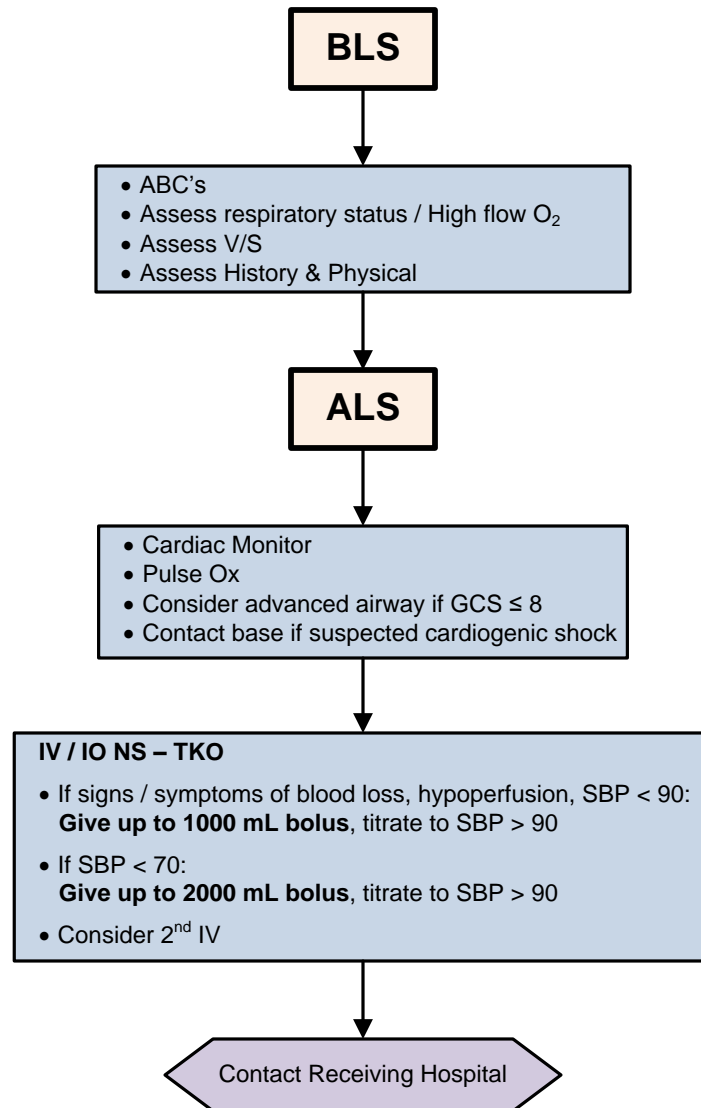 BLS
• ABC's
• Assess respiratory status / High flow O₂
• Assess V/S
• Assess History & Physical
ALS
• Cardiac Monitor
• Pulse Ox
• Consider advanced airway if GCS ≤ 8
• Contact base if suspected cardiogenic shock
IV / IO NS – TKO
• If signs / symptoms of blood loss, hypoperfusion, SBP < 90:
Give up to 1000 mL bolus, titrate to SBP > 90
• If SBP < 70:
Give up to 2000 mL bolus, titrate to SBP > 90
• Consider 2nd IV
Contact Receiving Hospital